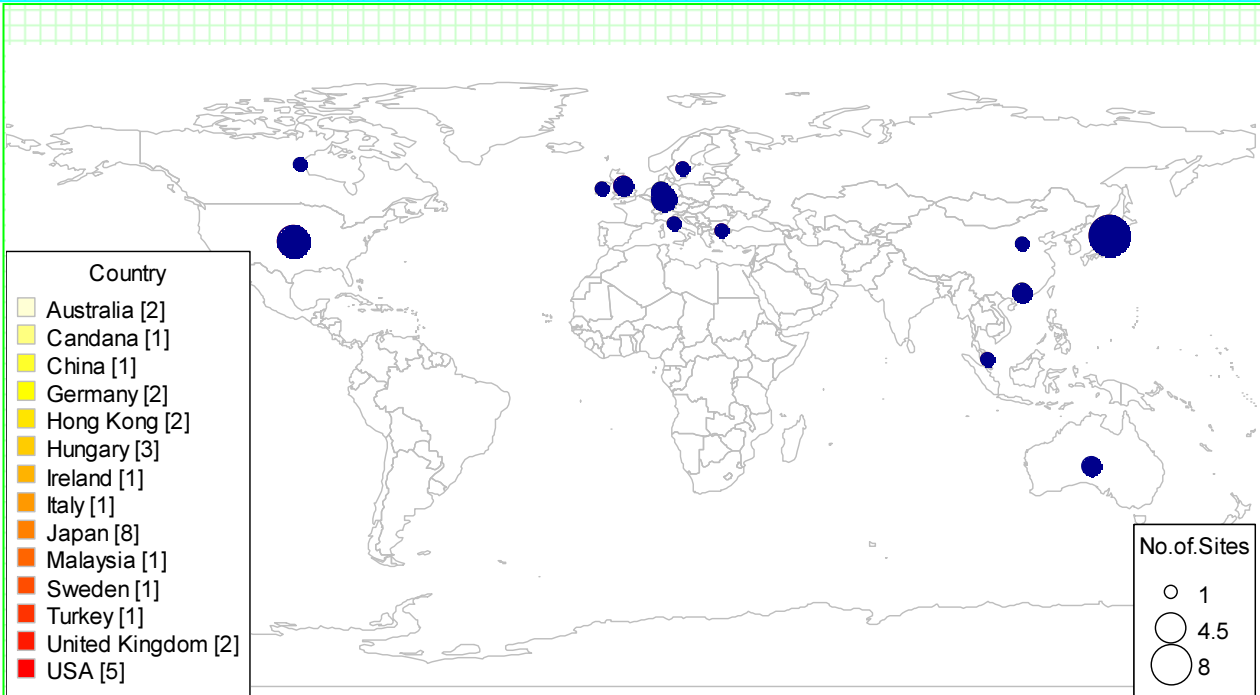 Country
Australia [2]
Candana [1]
China [1]
Germany [2]
Hong Kong [2]
Hungary [3]
Ireland [1]
Italy [1]
Japan [8]
Malaysia [1]
Sweden [1]
Turkey [1]
United Kingdom [2]
USA [5]
No.of.Sites
1
4.5
8